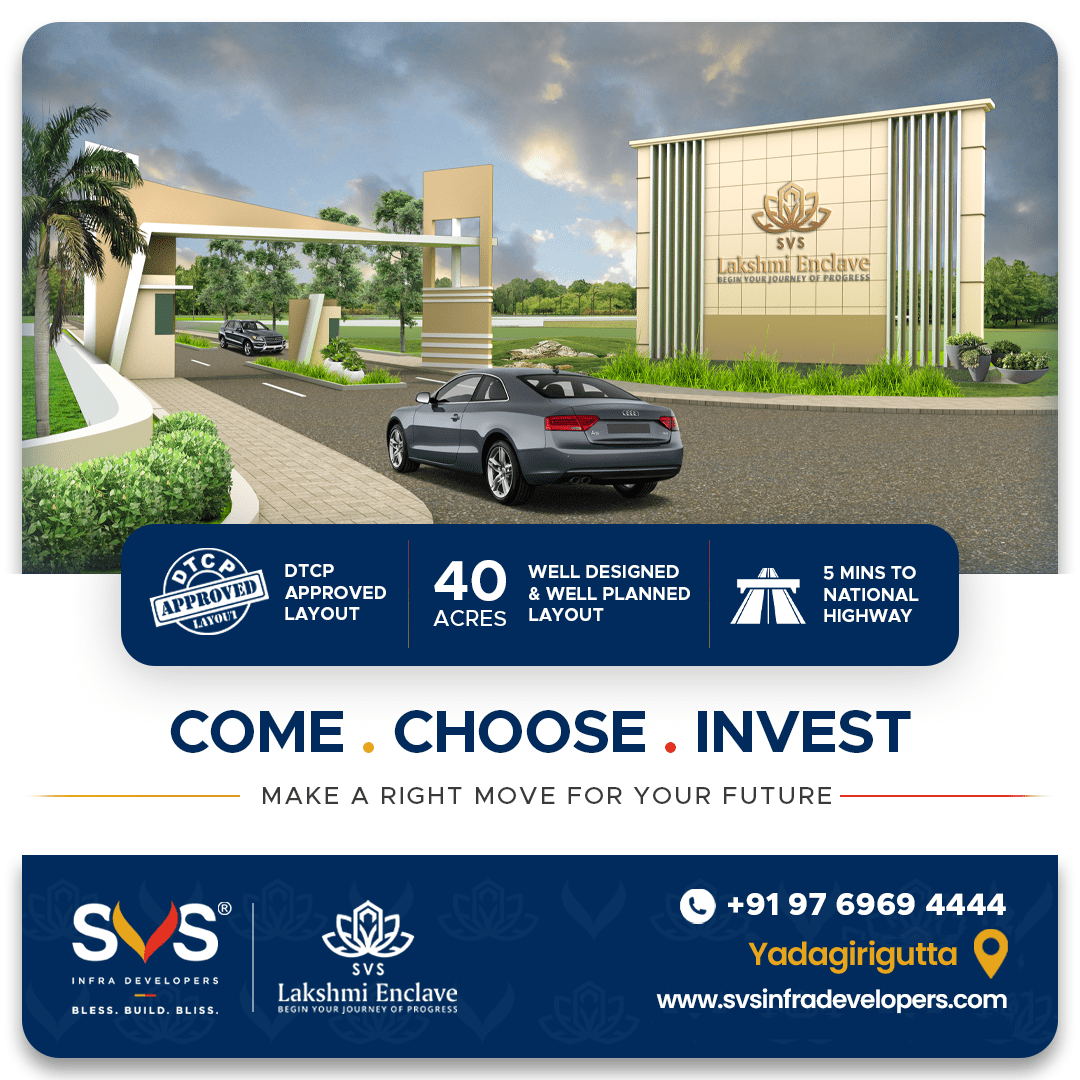 SVS
Lakshmi Enclave
BEGIN YOUR JOURNEY OF PROGRESS
DTCP
APPROVED
LAYOUT
DTCP
APPROVED
LAYOUT
40
ACRES
WELL DESIGNED
& WELL PLANNED
LAYOUT
5 MINS TO
NATIONAL
HIGHWAY
COME . CHOOSE . INVEST
MAKE A RIGHT MOVE FOR YOUR FUTURE
SVS®
INFRA DEVELOPERS
BLESS. BUILD. BLISS.
SVS
Lakshmi Enclave
BEGIN YOUR JOURNEY OF PROGRESS
+91 97 6969 4444
Yadagirigutta
www.svsinfradevelopers.com